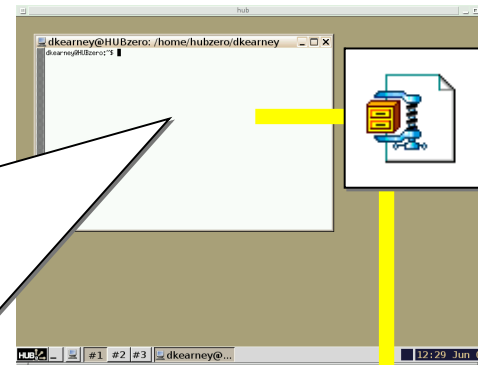 hub
dkearney@HUBzero: /home/hubzero/dkearney
dkearney@HUBzero:~$
HUB #1 #2 #3 dkearney@... 12:29 Jun